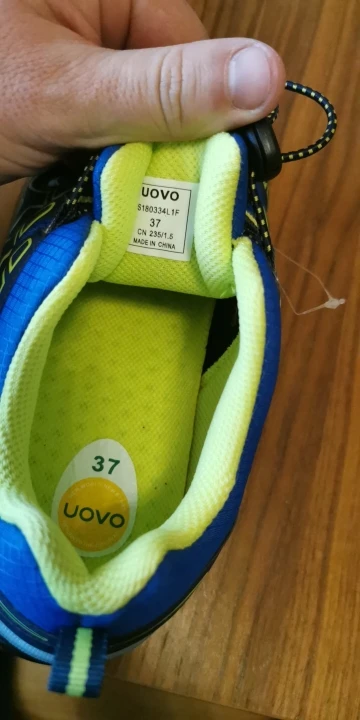 UOVO
S180334L1F
37
CN 235/1.5
MADE IN CHINA
37
UOVO